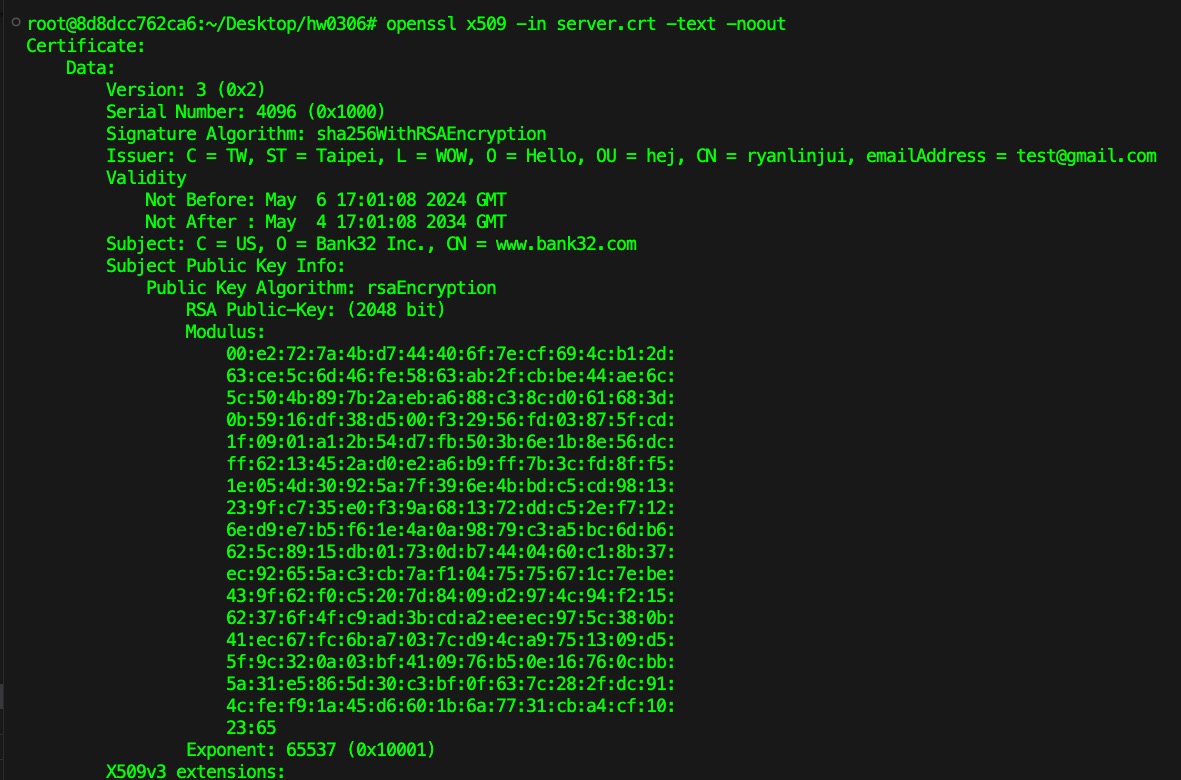 root@8d8dcc762ca6:~/Desktop/hw0306# openssl x509 -in server.crt -text -noout
Certificate:
    Data:
        Version: 3 (0x2)
        Serial Number: 4096 (0x1000)
        Signature Algorithm: sha256WithRSAEncryption
        Issuer: C = TW, ST = Taipei, L = WOW, O = Hello, OU = hej, CN = ryanlinjui, emailAddress = test@gmail.com
        Validity
            Not Before: May  6 17:01:08 2024 GMT
            Not After : May  4 17:01:08 2034 GMT
        Subject: C = US, O = Bank32 Inc., CN = www.bank32.com
        Subject Public Key Info:
            Public Key Algorithm: rsaEncryption
                RSA Public-Key: (2048 bit)
                Modulus:
                    00:e2:72:7a:4b:d7:44:40:6f:7e:cf:69:4c:b1:2d:
                    63:ce:5c:6d:46:fe:58:63:ab:2f:cb:be:44:ae:6c:
                    5c:50:4b:89:7b:2a:eb:a6:88:c3:8c:d0:61:68:3d:
                    0b:59:16:df:38:d5:00:f3:29:56:fd:03:87:5f:cd:
                    1f:09:01:a1:2b:54:d7:fb:50:3b:6e:1b:8e:56:dc:
                    ff:62:13:45:2a:d0:e2:a6:b9:ff:7b:3c:fd:8f:f5:
                    1e:05:4d:30:92:5a:7f:39:6e:4b:bd:c5:cd:98:13:
                    23:9f:c7:35:e0:f3:9a:68:13:72:dd:c5:2e:f7:12:
                    6e:d9:e7:b5:f6:1e:4a:0a:98:79:c3:a5:bc:6d:b6:
                    62:5c:89:15:db:01:73:0d:b7:44:04:60:c1:8b:37:
                    ec:92:65:5a:c3:cb:7a:f1:04:75:75:67:1c:7e:be:
                    43:9f:62:f0:c5:20:7d:84:09:d2:97:4c:94:f2:15:
                    62:37:6f:4f:c9:ad:3b:cd:a2:ee:ec:97:5c:38:0b:
                    41:ec:67:fc:6b:a7:03:7c:d9:4c:a9:75:13:09:d5:
                    5f:9c:32:0a:03:bf:41:09:76:b5:0e:16:76:0c:bb:
                    5a:31:e5:86:5d:30:c3:bf:0f:63:7c:28:2f:dc:91:
                    4c:fe:f9:1a:45:d6:60:1b:6a:77:31:cb:a4:cf:10:
                    23:65
                Exponent: 65537 (0x10001)
        X509v3 extensions: